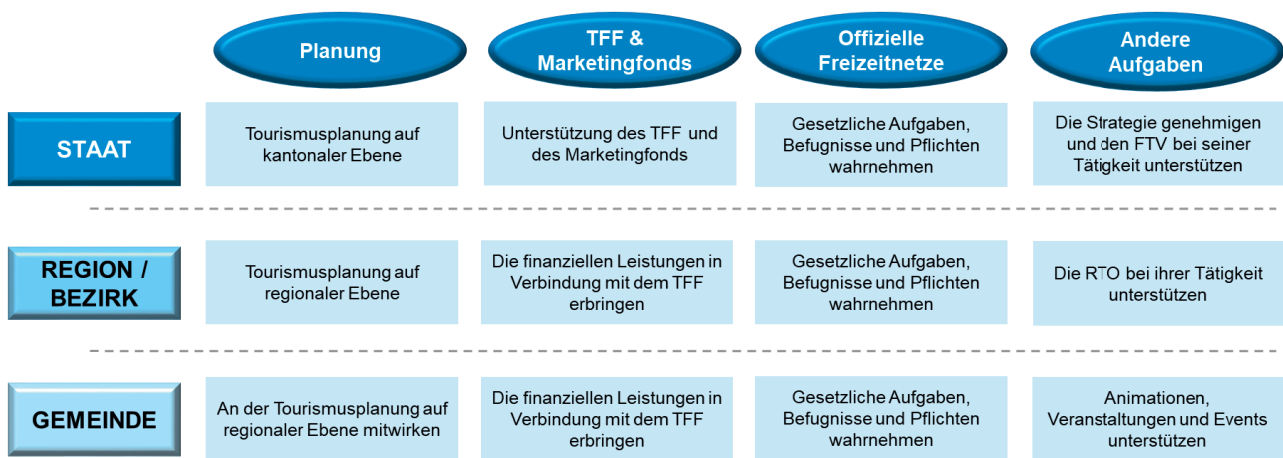 Planung
TFF &
Marketingfonds
Offizielle
Freizeitnetze
Andere
Aufgaben
STAAT
Tourismusplanung auf
kantonaler Ebene
Unterstützung des TFF und
des Marketingfonds
Gesetzliche Aufgaben,
Befugnisse und Pflichten
wahrnehmen
Die Strategie genehmigen
und den FTV bei seiner
Tätigkeit unterstützen
REGION /
BEZIRK
Tourismusplanung auf
regionaler Ebene
Die finanziellen Leistungen in
Verbindung mit dem TFF
erbringen
Gesetzliche Aufgaben,
Befugnisse und Pflichten
wahrnehmen
Die RTO bei ihrer Tätigkeit
unterstützen
GEMEINDE
An der Tourismusplanung auf
regionaler Ebene mitwirken
Die finanziellen Leistungen in
Verbindung mit dem TFF
erbringen
Gesetzliche Aufgaben,
Befugnisse und Pflichten
wahrnehmen
Animationen,
Veranstaltungen und Events
unterstützen